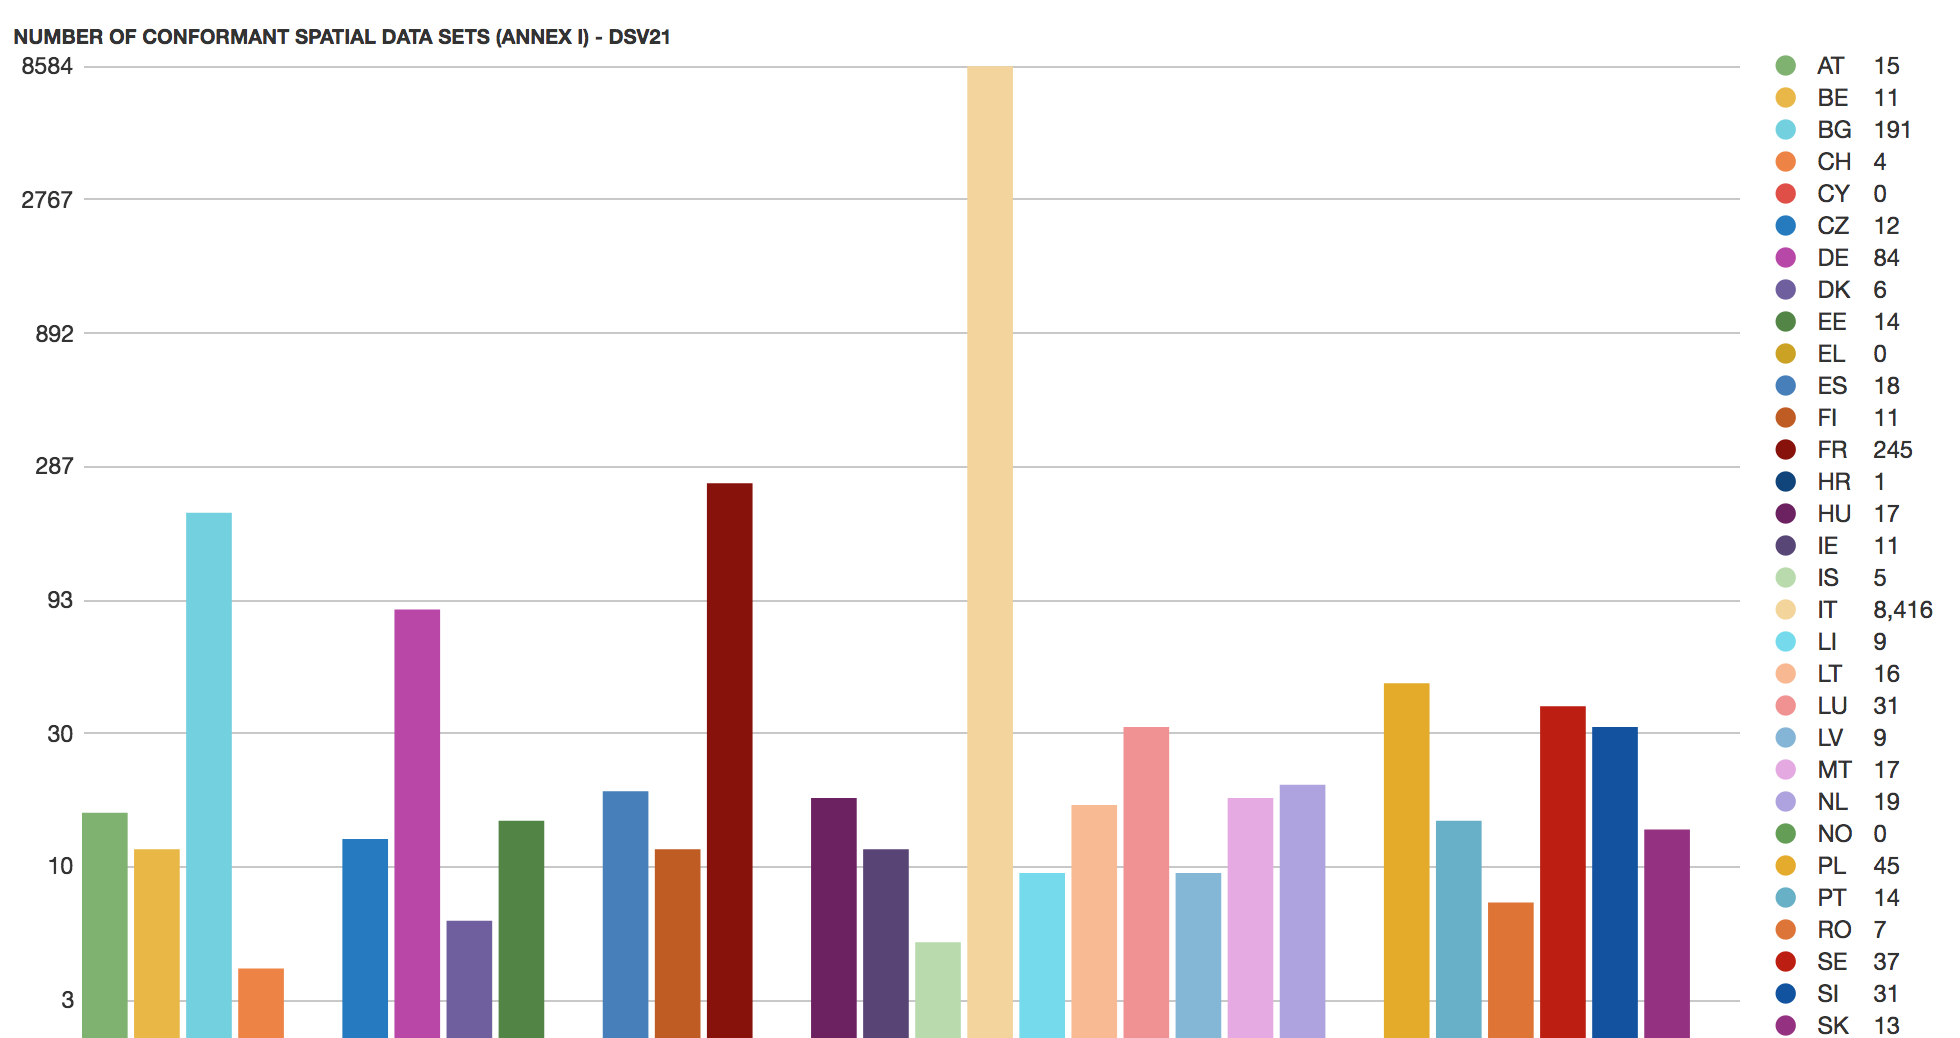 NUMBER OF CONFORMANT SPATIAL DATA SETS (ANNEX I) - DSV21
8584
2767
892
287
93
30
10
3
AT 15
BE 11
BG 191
CH 4
CY 0
CZ 12
DE 84
DK 6
EE 14
EL 0
ES 18
FI 11
FR 245
HR 1
HU 17
IE 11
IS 5
IT 8,416
LI 9
LT 16
LU 31
LV 9
MT 17
NL 19
NO 0
PL 45
PT 14
RO 7
SE 37
SI 31
SK 13